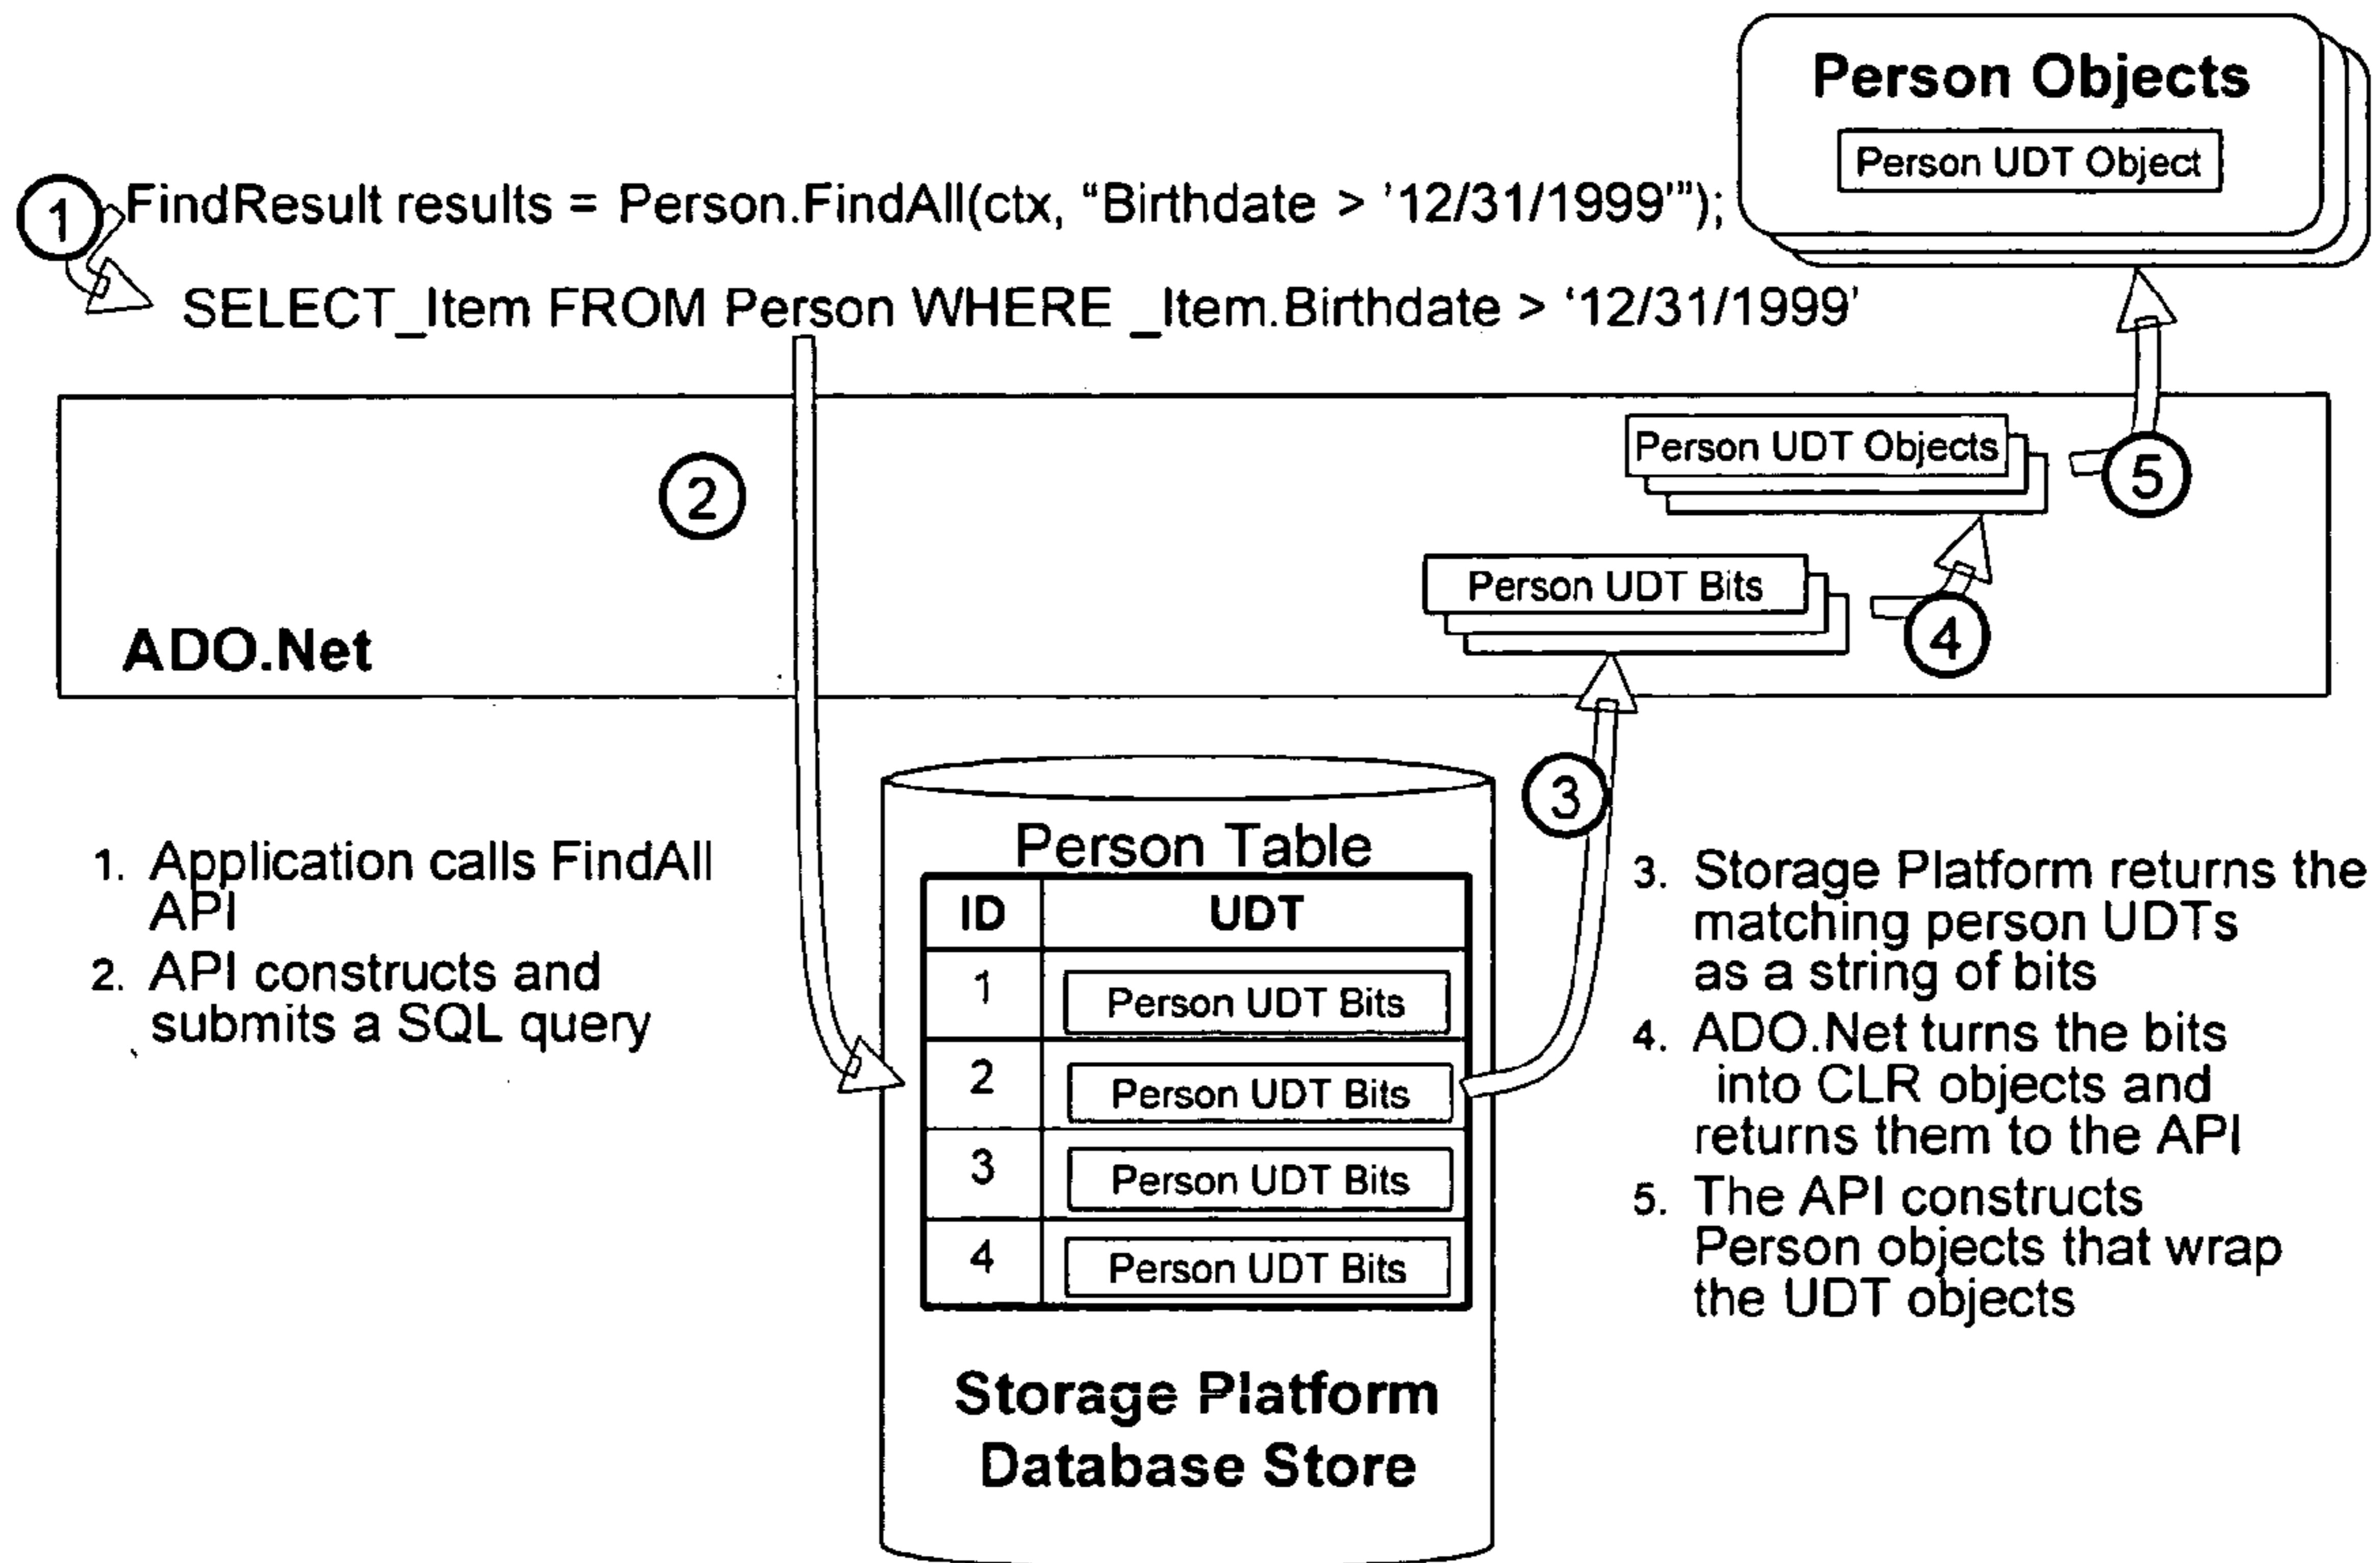 Person Objects
Person UDT Object
1
FindResult results = Person.FindAll(ctx, “Birthdate > '12/31/1999'”);
SELECT_Item FROM Person WHERE _Item.Birthdate > ‘12/31/1999'
Person UDT Objects
5
2
Person UDT Bits
4
ADO.Net
3
1. Application calls FindAll
API
2. API constructs and
submits a SQL query
Person Table
ID UDT
1 Person UDT Bits
2 Person UDT Bits
3 Person UDT Bits
4 Person UDT Bits
Storage Platform
Database Store
3. Storage Platform returns the
matching person UDTs
as a string of bits
4. ADO.Net turns the bits
into CLR objects and
returns them to the API
5. The API constructs
Person objects that wrap
the UDT objects